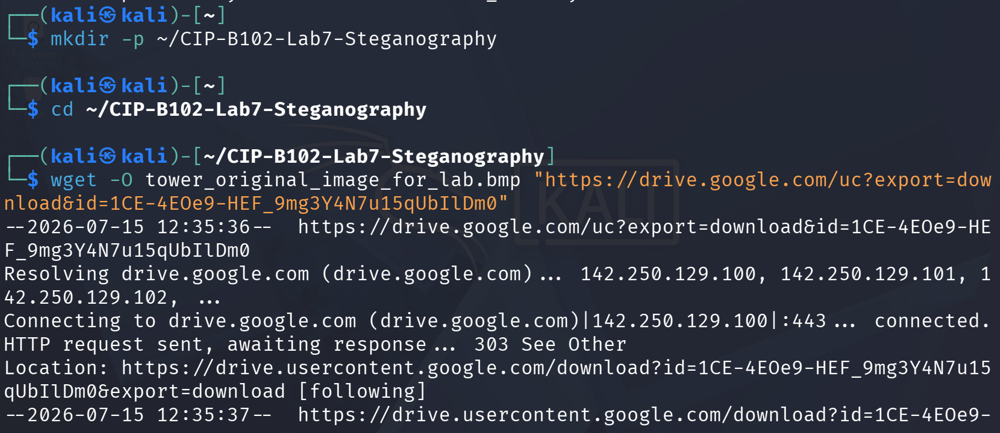 ┌──(kali㉿kali)-[~]
└─$ mkdir -p ~/CIP-B102-Lab7-Steganography
File System
┌──(kali㉿kali)-[~]
└─$ cd ~/CIP-B102-Lab7-Steganography
┌──(kali㉿kali)-[~/CIP-B102-Lab7-Steganography]
└─$ wget -O tower_original_image_for_lab.bmp "https://drive.google.com/uc?export=dow
nload&id=1CE-4EOe9-HEF_9mg3Y4N7u15qUbIlDm0"
--2026-07-15 12:35:36--  https://drive.google.com/uc?export=download&id=1CE-4EOe9-HE
F_9mg3Y4N7u15qUbIlDm0
Resolving drive.google.com (drive.google.com)... 142.250.129.100, 142.250.129.101, 1
42.250.129.102, ...
Connecting to drive.google.com (drive.google.com)|142.250.129.100|:443... connected.
HTTP request sent, awaiting response... 303 See Other
Location: https://drive.usercontent.google.com/download?id=1CE-4EOe9-HEF_9mg3Y4N7u15
qUbIlDm0&export=download [following]
--2026-07-15 12:35:37--  https://drive.usercontent.google.com/download?id=1CE-4EOe9-
KALI